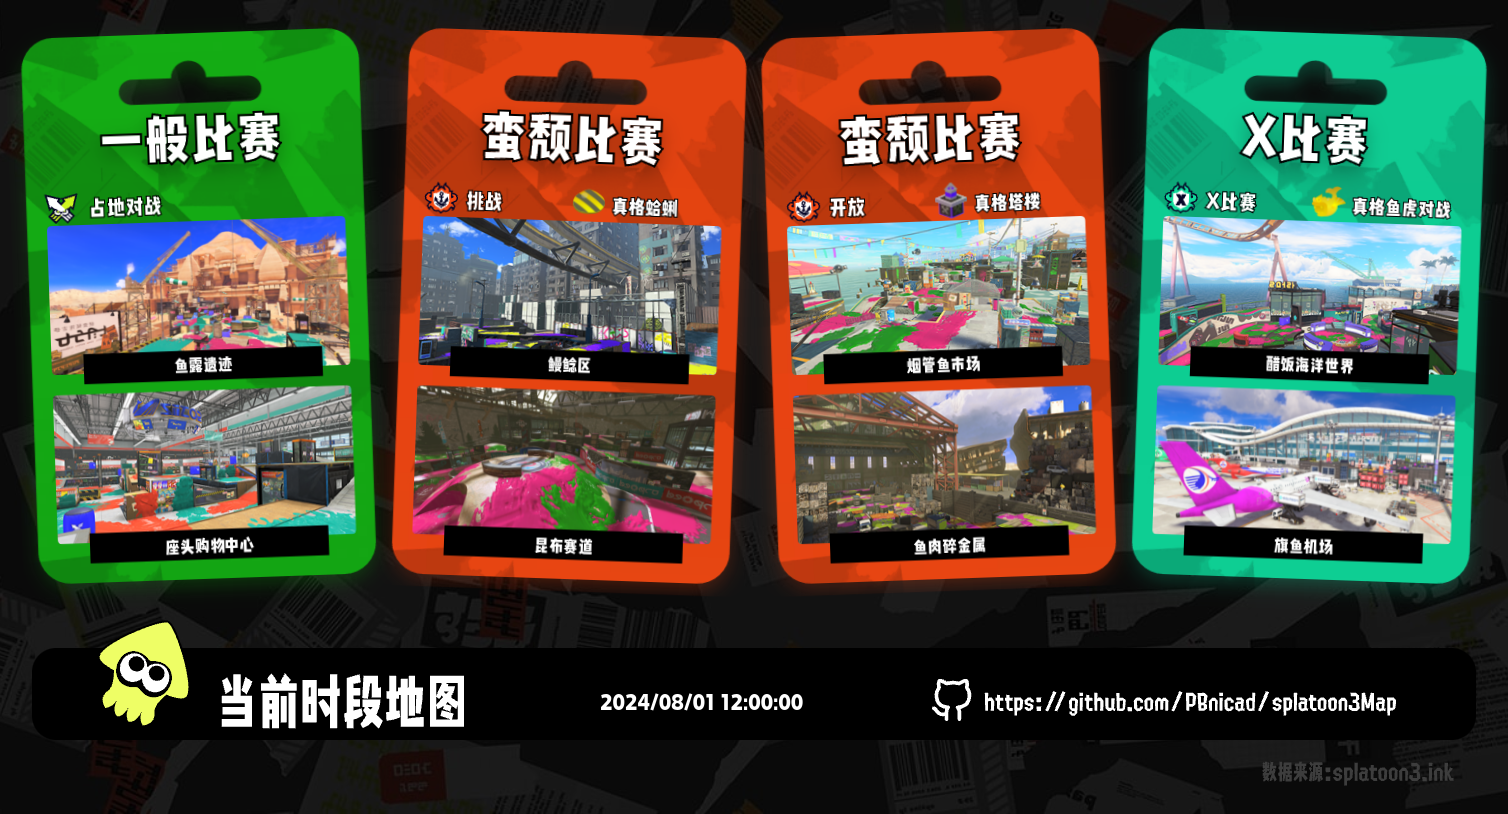 一般比赛
占地对战
鱼露遗迹
座头购物中心
蛮颓比赛
挑战
真格蛤蜊
鳗鲶区
昆布赛道
蛮颓比赛
开放
真格塔楼
烟管鱼市场
鱼肉碎金属
X比赛
X比赛
真格鱼虎对战
醋饭海洋世界
旗鱼机场
当前时段地图
2024/08/01 12:00:00
https://github.com/PBnicad/splatoon3Map
数据来源:splatoon3.ink